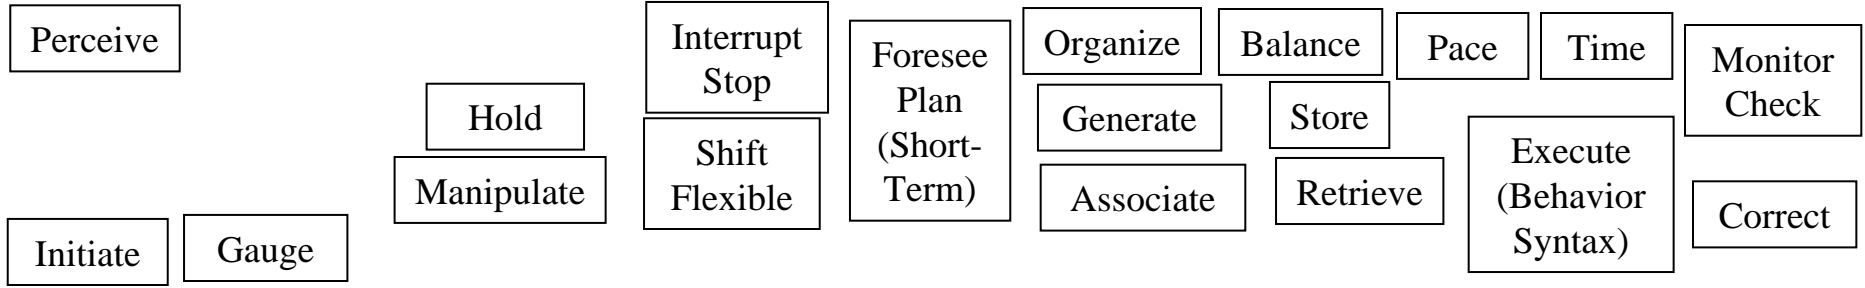 Perceive
Initiate
Gauge
Hold
Manipulate
Interrupt
Stop
Shift
Flexible
Foresee
Plan
(Short-
Term)
Organize
Generate
Associate
Balance
Store
Retrieve
Pace
Time
Execute
(Behavior
Syntax)
Monitor
Check
Correct